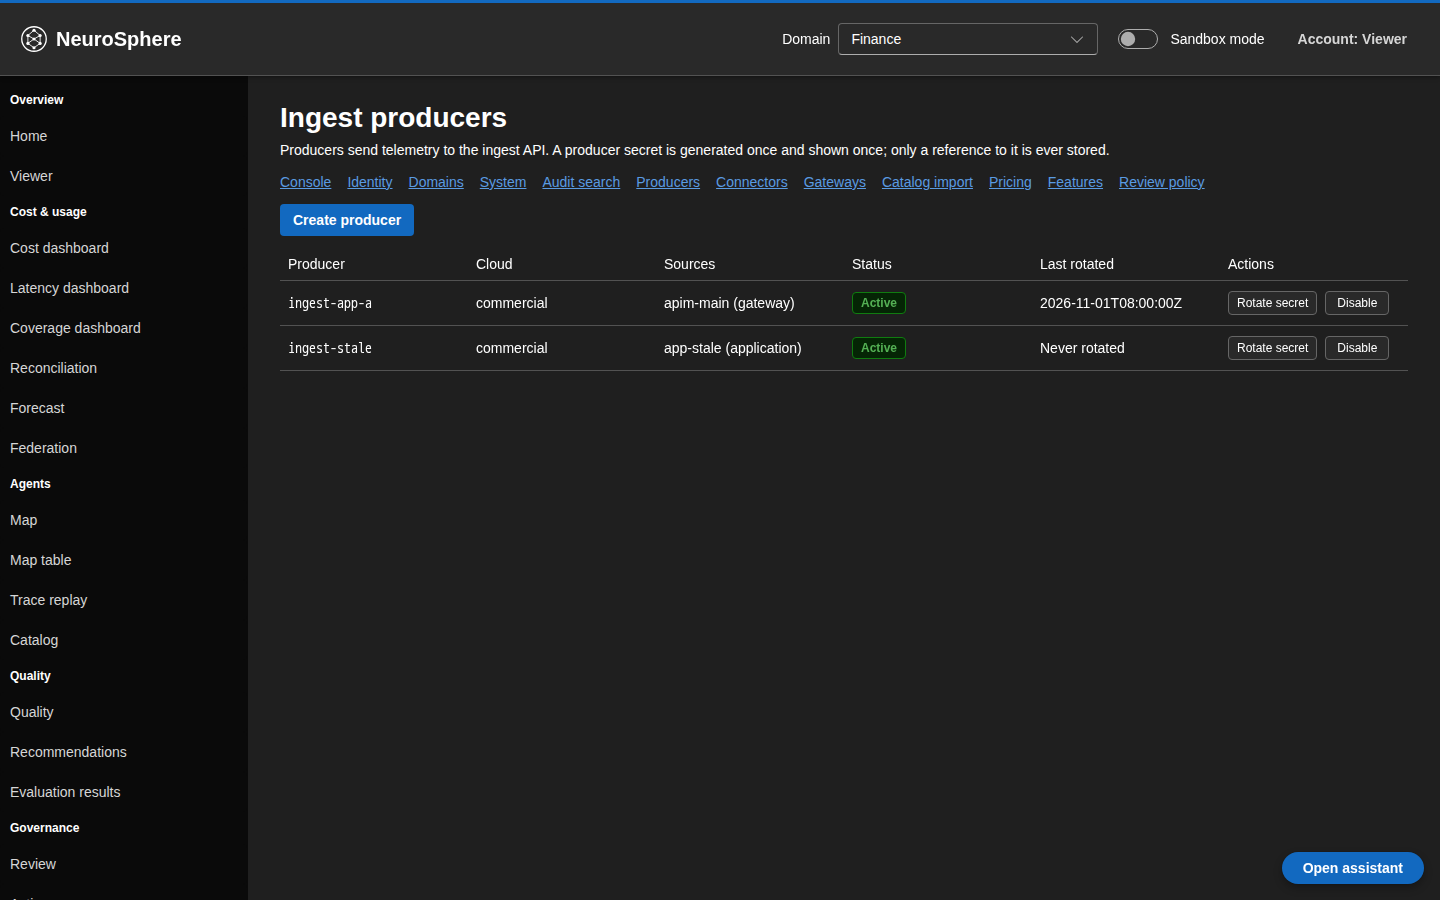 NeuroSphere
Domain
Finance
Sandbox mode
Account: Viewer
Overview
Home
Viewer
Cost & usage
Cost dashboard
Latency dashboard
Coverage dashboard
Reconciliation
Forecast
Federation
Agents
Map
Map table
Trace replay
Catalog
Quality
Quality
Recommendations
Evaluation results
Governance
Review
Ingest producers
Producers send telemetry to the ingest API. A producer secret is generated once and shown once; only a reference to it is ever stored.
Console Identity Domains System Audit search Producers Connectors Gateways Catalog import Pricing Features Review policy
Create producer
Producer Cloud Sources Status Last rotated Actions
ingest-app-a commercial apim-main (gateway) Active 2026-11-01T08:00:00Z Rotate secret Disable
ingest-stale commercial app-stale (application) Active Never rotated Rotate secret Disable
Open assistant